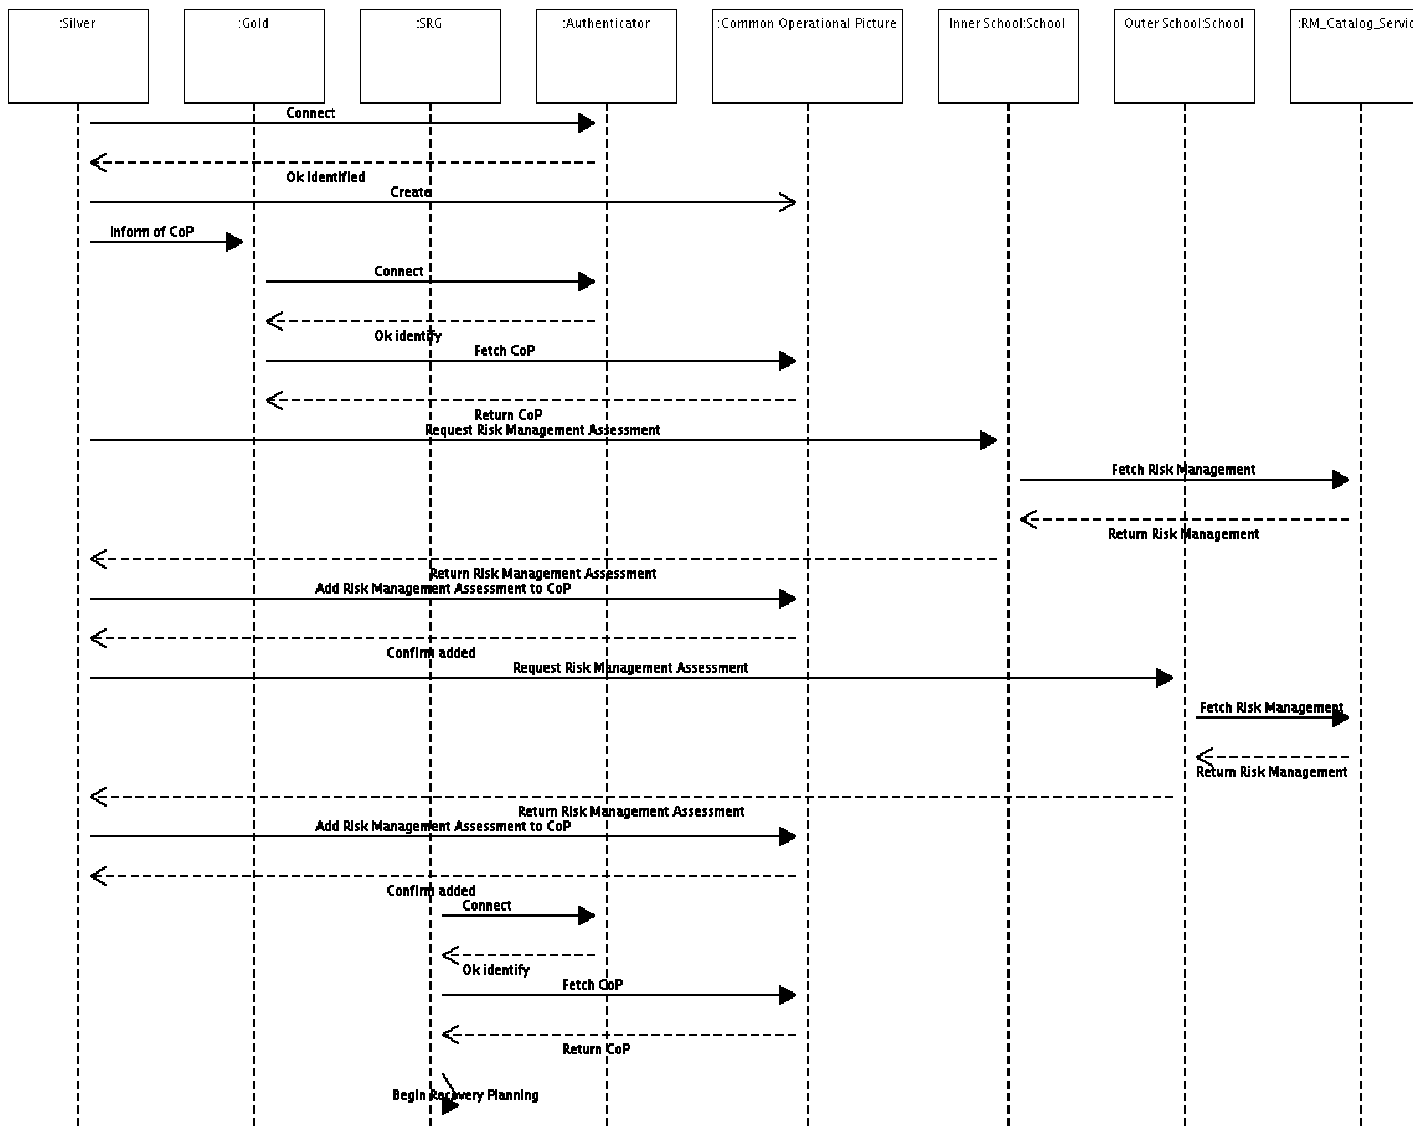 :Silver
:Gold
:SRG
:Authenticator
:Common Operational Picture
Inner School:School
Outer School:School
:RM_Catalog_Servic
Connect
Ok Identified
Create
Inform of CoP
Connect
Ok identify
Fetch CoP
Return CoP
Request Risk Management Assessment
Fetch Risk Management
Return Risk Management
Return Risk Management Assessment
Add Risk Management Assessment to CoP
Confirm added
Request Risk Management Assessment
Fetch Risk Management
Return Risk Management
Return Risk Management Assessment
Add Risk Management Assessment to CoP
Confirm added
Connect
Ok identify
Fetch CoP
Return CoP
Begin Recovery Planning